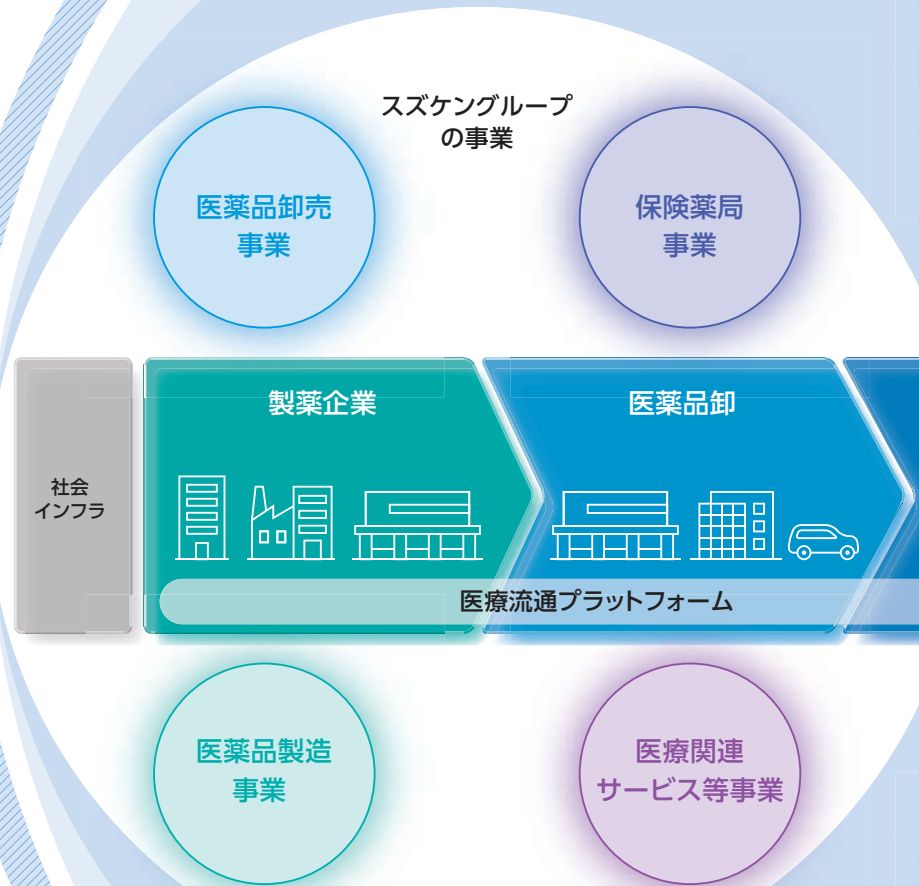 スズケングループ
の事業
医薬品卸売
事業
保険薬局
事業
製薬企業
医薬品卸
社会
インフラ
医療流通プラットフォーム
医薬品製造
事業
医療関連
サービス等事業